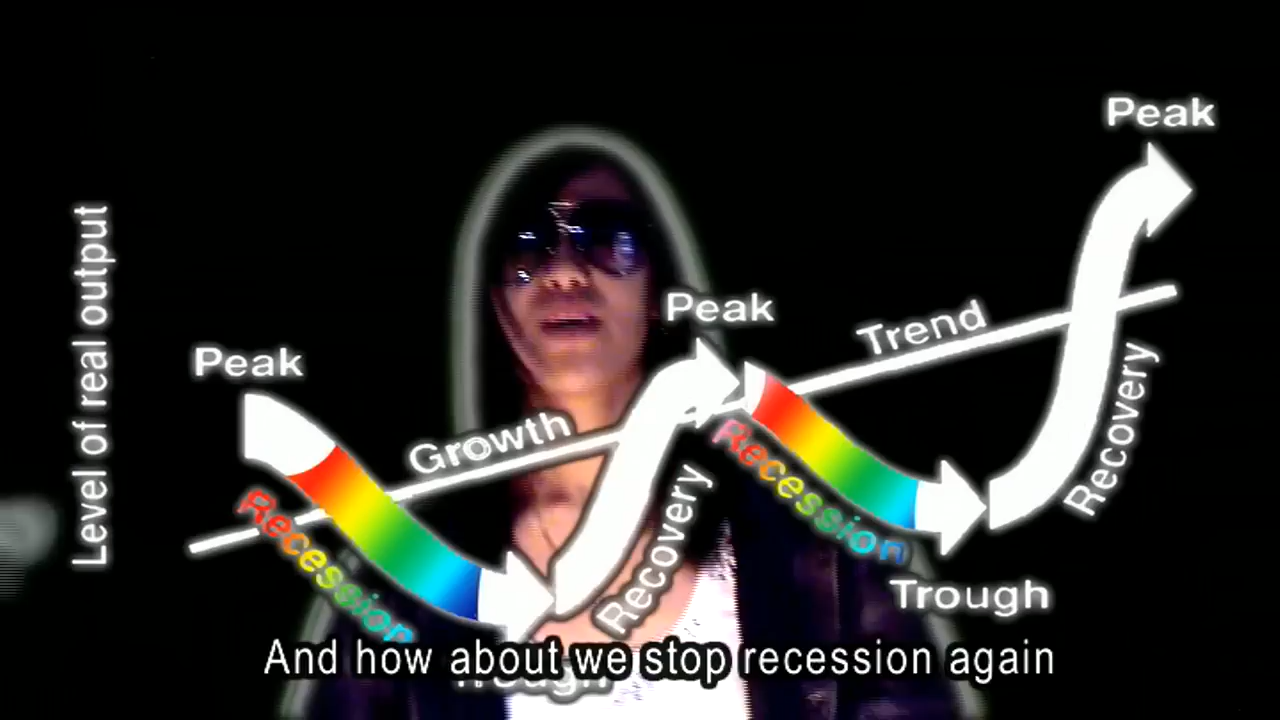 Peak
Peak
Peak
Level of real output
Growth
Trend
Recession
Recovery
Recession
Recovery
Trough
Trough
And how about we stop recession again